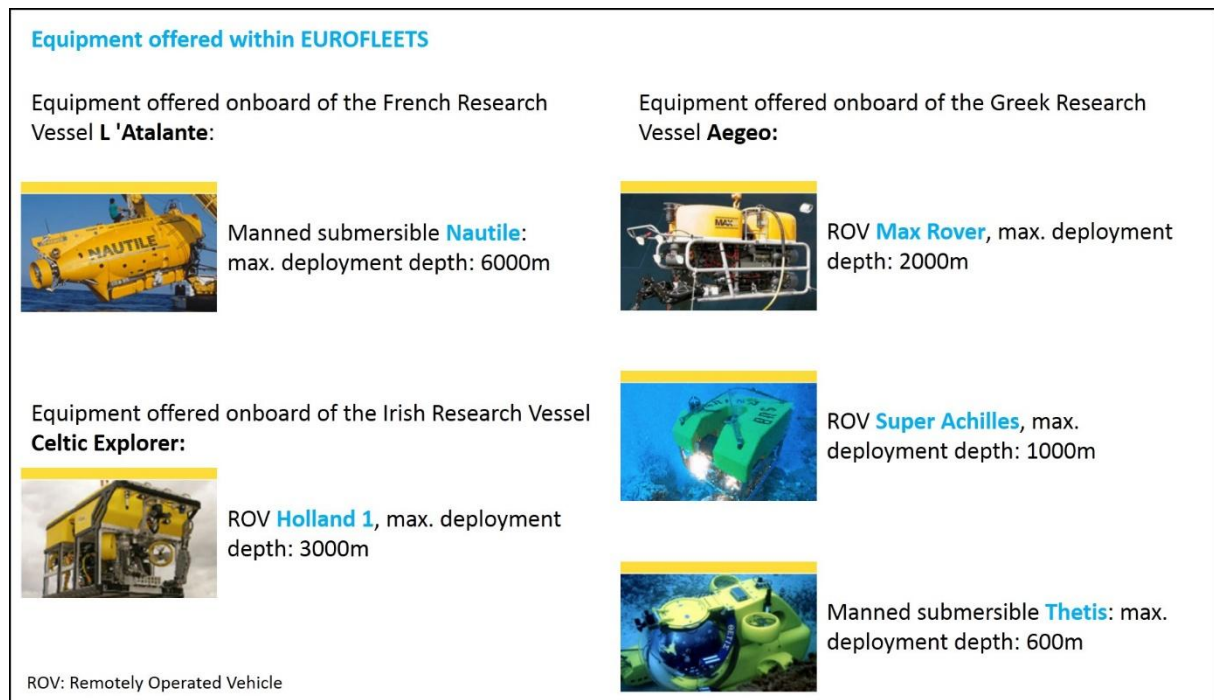 Equipment offered within EUROFLEETS
Equipment offered onboard of the French Research
Vessel L 'Atalante:
NAUTILE
Manned submersible Nautile:
max. deployment depth: 6000m
Equipment offered onboard of the Irish Research Vessel
Celtic Explorer:
ROV Holland 1, max. deployment
depth: 3000m
Equipment offered onboard of the Greek Research
Vessel Aegeo:
MAX
ROV Max Rover, max. deployment
depth: 2000m
ROV Super Achilles, max.
deployment depth: 1000m
Manned submersible Thetis: max.
deployment depth: 600m
ROV: Remotely Operated Vehicle